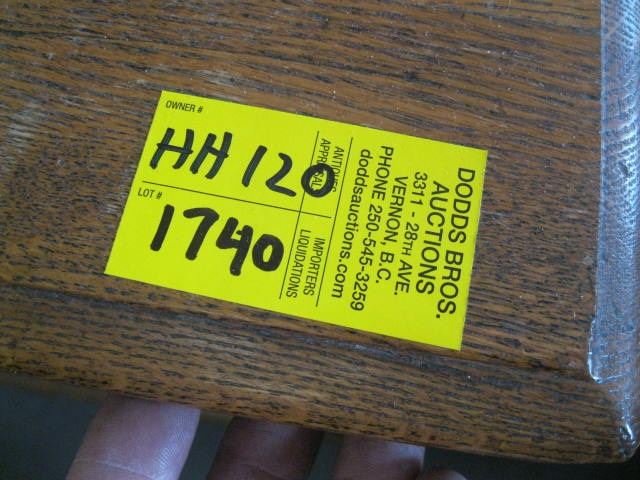 OWNER #
HH 120
LOT #
1740
ANTIQUES
APPRAISAL
IMPORTERS
LIQUIDATIONS
DODDS BROS.
AUCTIONS
3311 - 28TH AVE.
VERNON, B.C.
PHONE 250-545-3259
doddsauctions.com